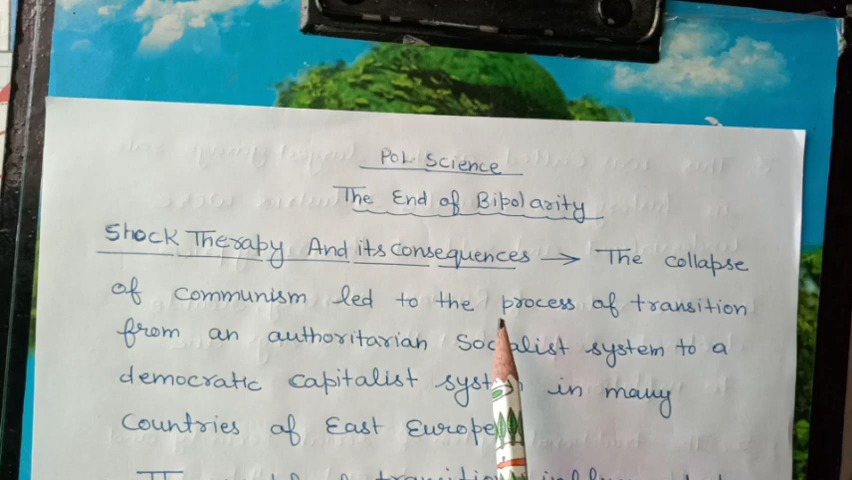 Pol. Science
The End of Bipolarity
Shock Therapy And its consequences → The collapse
of communism led to the process of transition
from an authoritarian Socialist system to a
democratic capitalist system in many
countries of East Europe
transition